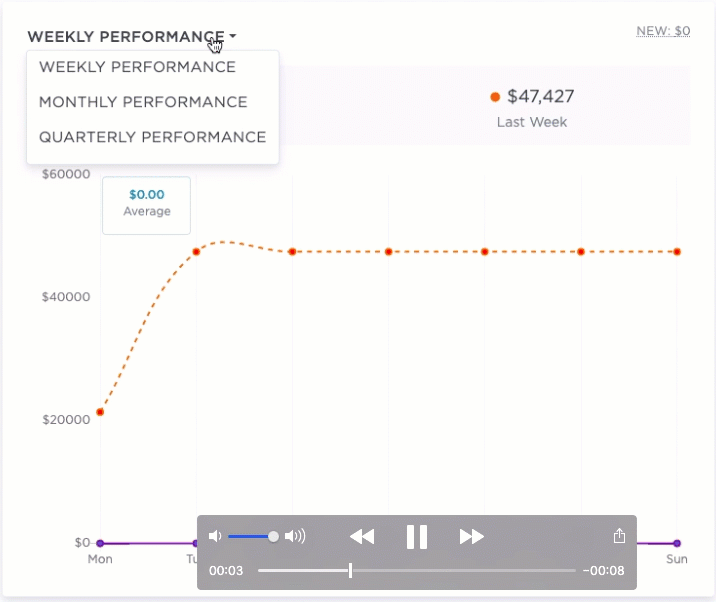 WEEKLY PERFORMANCE
NEW: $0
WEEKLY PERFORMANCE
MONTHLY PERFORMANCE
QUARTERLY PERFORMANCE
$47,427
Last Week
$60000
$0.00
Average
$40000
$20000
$0
Mon
Tu
Sun
00:03
-00:08